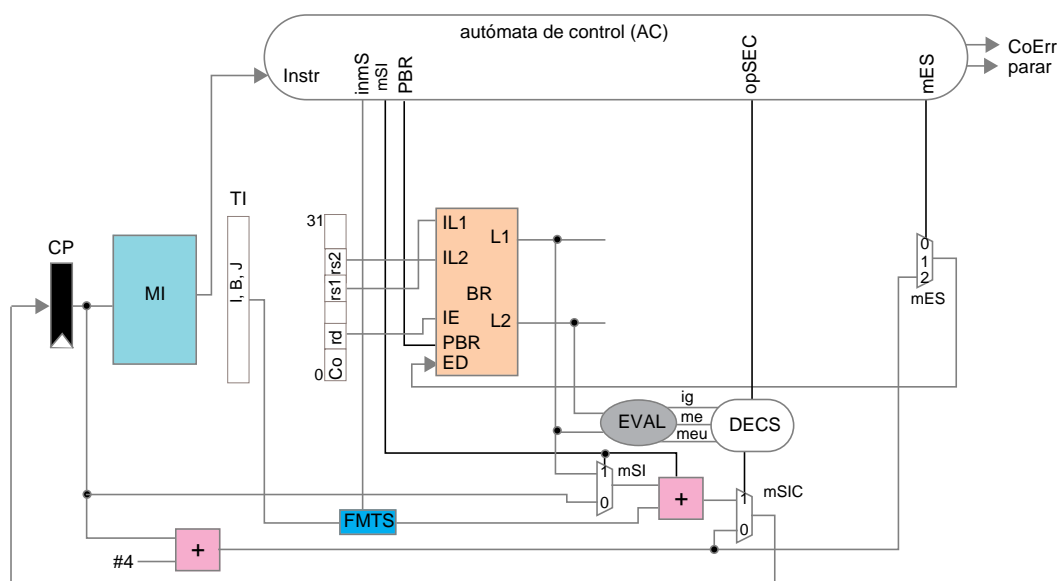 autómata de control (AC)
CoErr
parar
Instr
inmS
mSI
PBR
opSEC
mES
TI
31
CP
MI
I, B, J
rs2
rs1
rd
Co
0
IL1
IL2
BR
IE
PBR
ED
L1
L2
0
1
2
mES
ig
me
meu
EVAL
DECS
1
0
mSI
+
1
0
mSIC
FMTS
#4
+